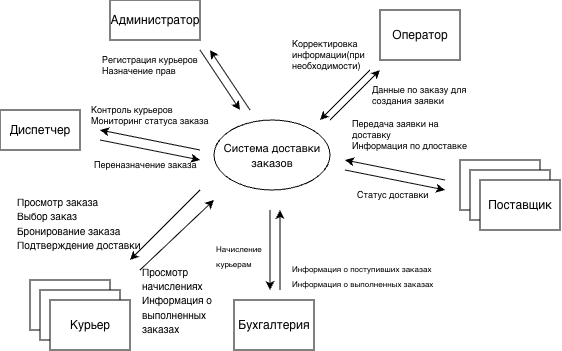 Администратор
Оператор
Корректировка
информации(при
необходимости)
Регистрация курьеров
Назначение прав
Данные по заказу для
создания заявки
Контроль курьеров
Мониторинг статуса заказа
Диспетчер
Передача заявки на
доставку
Информация по длоставке
Система доставки
заказов
Переназначение заказа
Статус доставки
Поставщик
Просмотр заказа
Выбор заказ
Бронирование заказа
Подтверждение доставки
Начисление
курьерам
Просмотр
начислениях
Информация о
выполненных
заказах
Информация о поступивших заказах
Информация о выполненных заказах
Курьер
Бухгалтерия